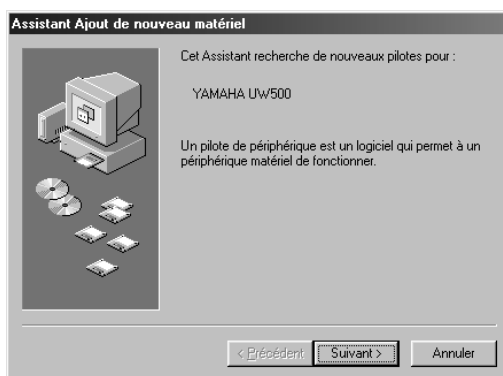 Assistant Ajout de nouveau matériel
Cet Assistant recherche de nouveaux pilotes pour :
YAMAHA UW500
Un pilote de périphérique est un logiciel qui permet à un
périphérique matériel de fonctionner.
< Précédent
Suivant >
Annuler